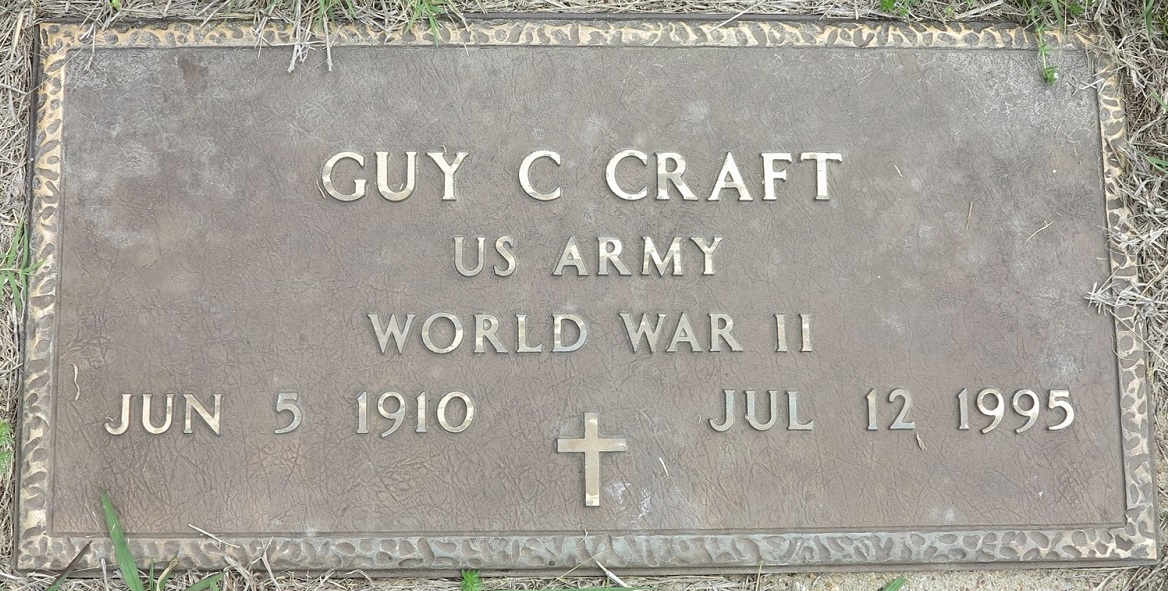 GUY C CRAFT
US ARMY
WORLD WAR II
JUN 5 1910 JUL 12 1995